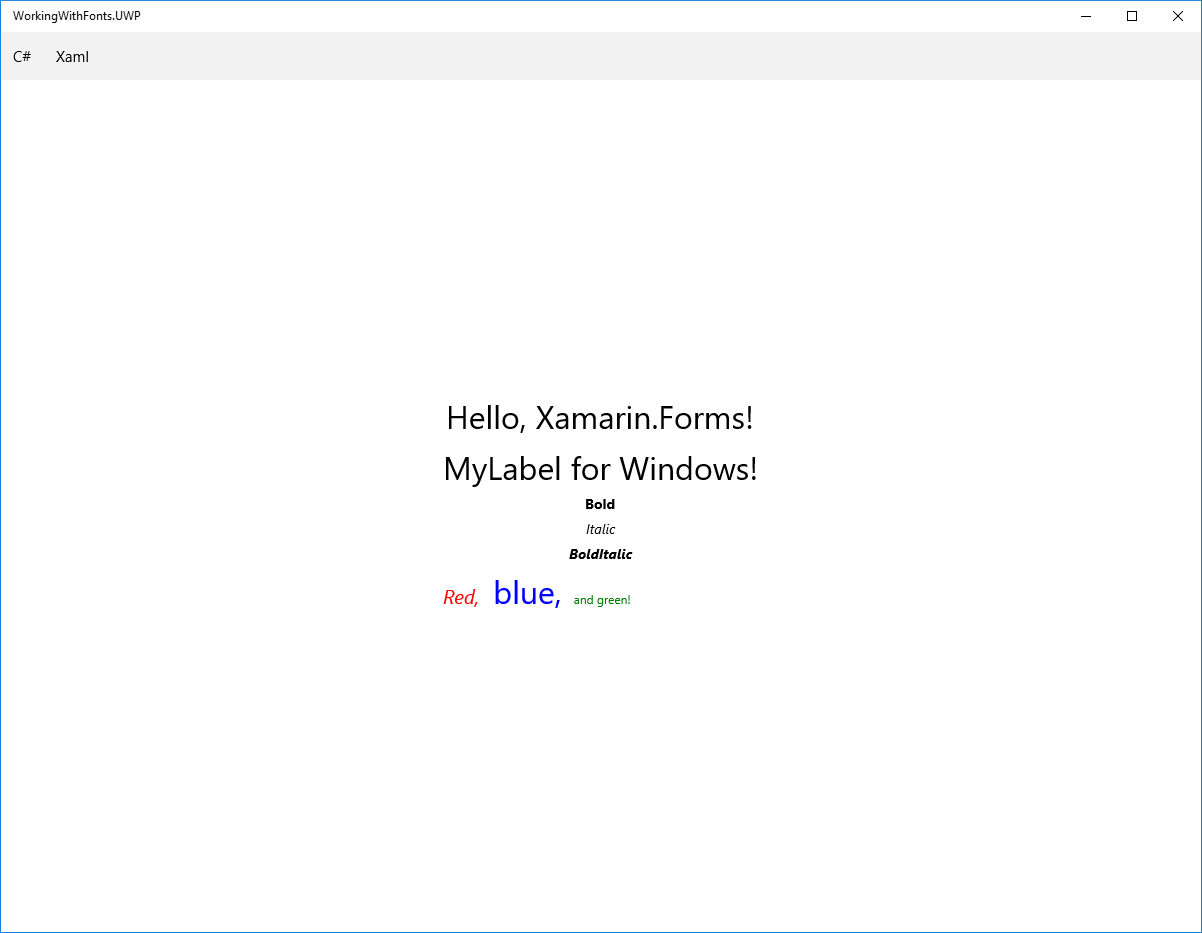 WorkingWithFonts.UWP
C# Xaml
Hello, Xamarin.Forms!
MyLabel for Windows!
Bold
Italic
BoldItalic
Red, blue, and green!